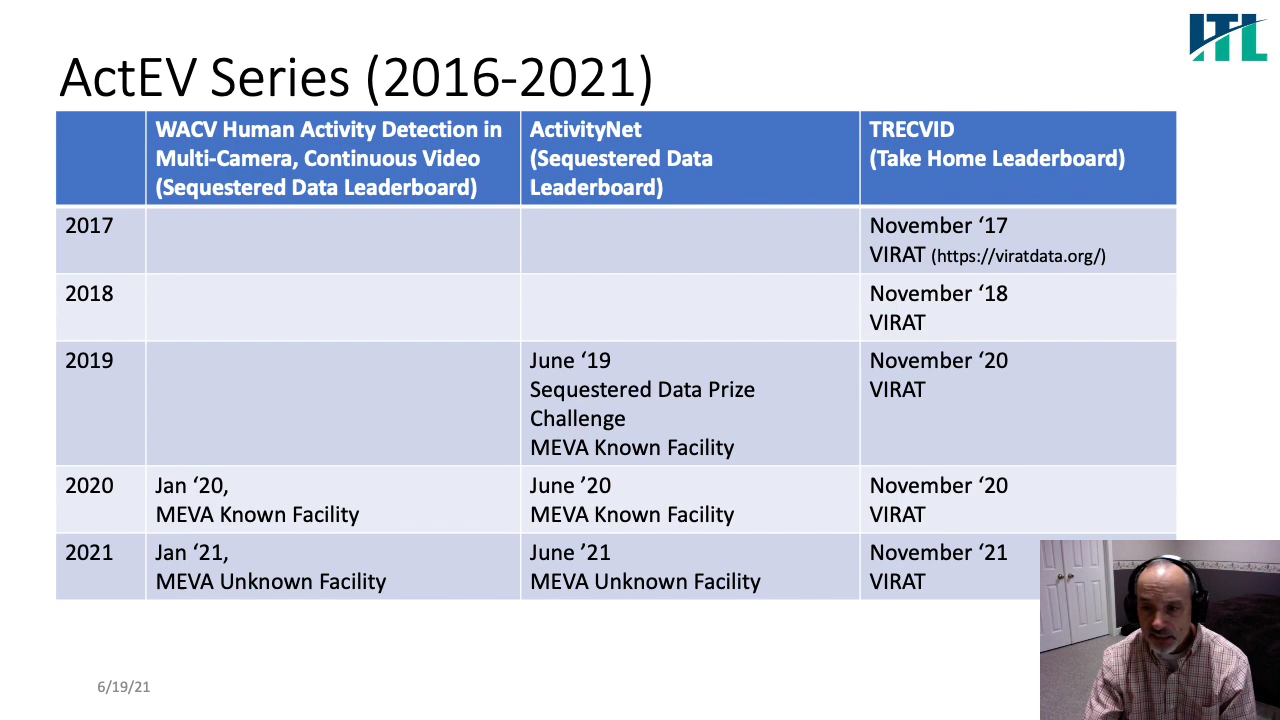 ITL
ActEV Series (2016-2021)
WACV Human Activity Detection in
Multi-Camera, Continuous Video
(Sequestered Data Leaderboard)
ActivityNet
(Sequestered Data
Leaderboard)
TRECVID
(Take Home Leaderboard)
2017
November ‘17
VIRAT (https://viratdata.org/)
2018
November ‘18
VIRAT
2019
June ‘19
Sequestered Data Prize
Challenge
MEVA Known Facility
November ‘20
VIRAT
2020
Jan ‘20,
MEVA Known Facility
June ’20
MEVA Known Facility
November ‘20
VIRAT
2021
Jan ‘21,
MEVA Unknown Facility
June ’21
MEVA Unknown Facility
November ‘21
VIRAT
6/19/21